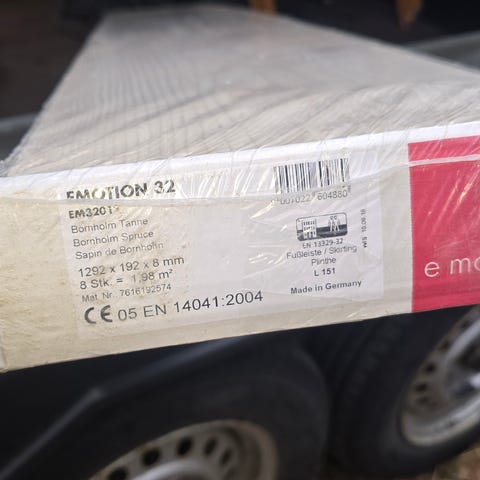 EMOTION 32
Bornholm Tanne
Bornholm Spruce
Sapin de Bornholm
1292 x 192 x 8 mm
8 Stk. = 1,98 m²
Mat. Nr. 7616192574
CE 05 EN 14041:2004
EN 13329-32
Fußleiste / Skirting
Plinthe
L 151
Made in Germany
e mo